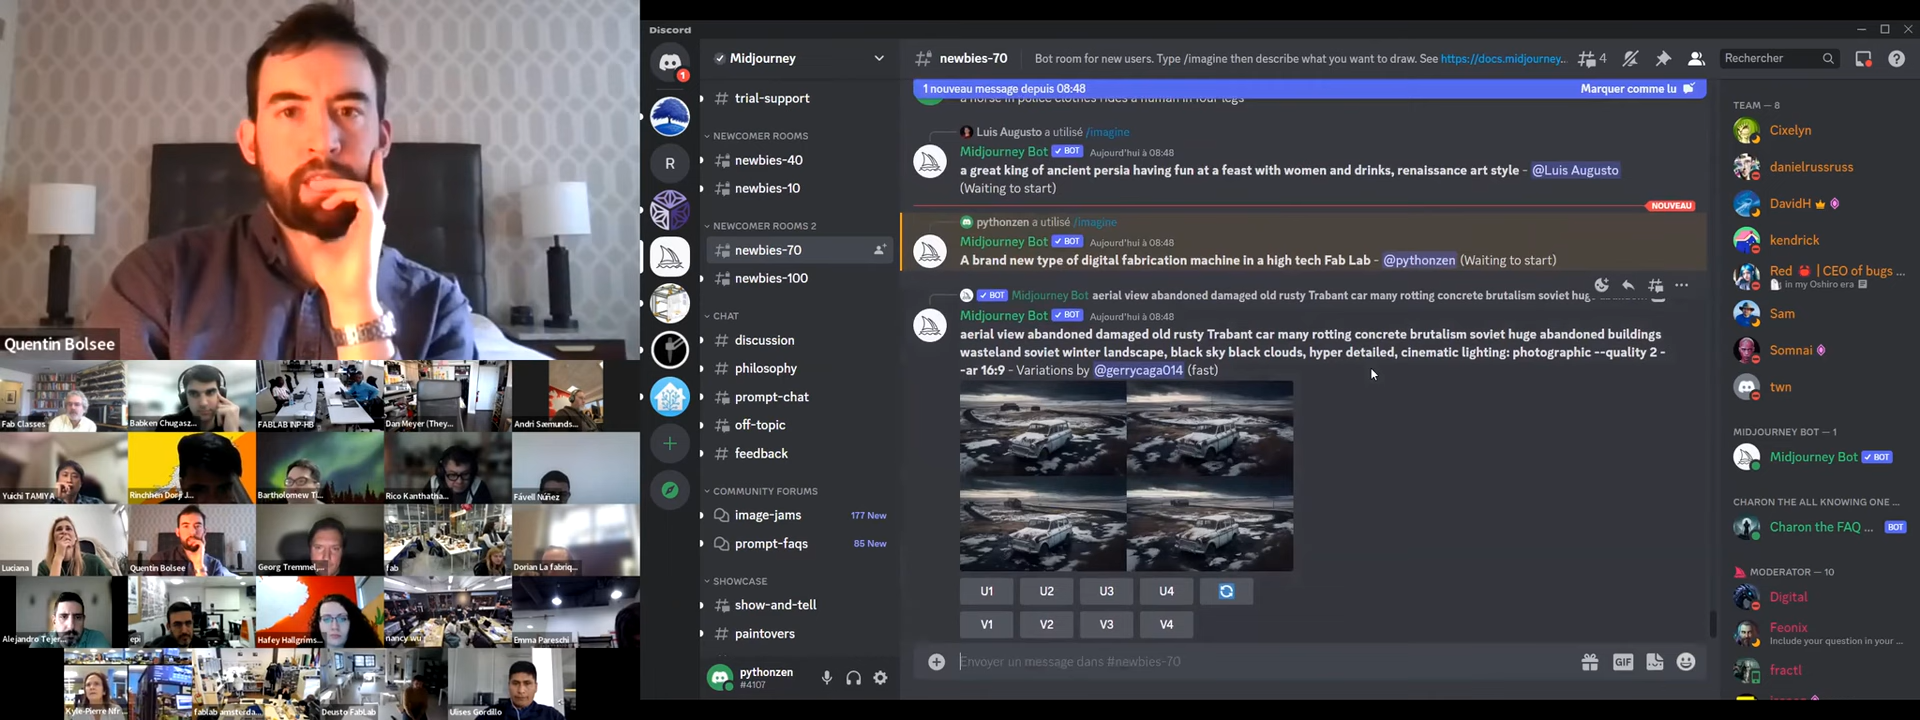 Quentin Bolsee
Fab Classes
Babken Chugasz...
FABLAB INP-HB
Dan Meyer (They...
Andri Sæmunds...
Yuichi TAMIYA
Rinchhen Dorji J...
Bartholomew Ti...
Rico Kanthatha...
Fávell Núñez
Luciana
Quentin Bolsee
Georg Tremmel,...
fab
Dorian La fabriq...
Alejandro Tejer...
epi
Hafey Hallgríms...
nancy wu
Emma Pareschi
Kyle-Pierre Nfr...
fablab amsterda...
Deusto FabLab
Ulises Gordillo
Discord
1
R
Midjourney
trial-support
NEWCOMER ROOMS
newbies-40
newbies-10
NEWCOMER ROOMS 2
newbies-70
newbies-100
CHAT
discussion
philosophy
prompt-chat
off-topic
feedback
COMMUNITY FORUMS
image-jams 177 New
prompt-faqs 85 New
SHOWCASE
show-and-tell
paintovers
pythonzen
#4107
newbies-70 Bot room for new users. Type /imagine then describe what you want to draw. See https://docs.midjourney... 4 Rechercher
1 nouveau message depuis 08:48 Marquer comme lu
a horse in police clothes rides a human in four legs
Luis Augusto a utilisé /imagine
Midjourney Bot ✓ BOT Aujourd'hui à 08:48
a great king of ancient persia having fun at a feast with women and drinks, renaissance art style - @Luis Augusto
(Waiting to start)
NOUVEAU
pythonzen a utilisé /imagine
Midjourney Bot ✓ BOT Aujourd'hui à 08:48
A brand new type of digital fabrication machine in a high tech Fab Lab - @pythonzen (Waiting to start)
✓ BOT Midjourney Bot aerial view abandoned damaged old rusty Trabant car many rotting concrete brutalism soviet huge
Midjourney Bot ✓ BOT Aujourd'hui à 08:48
aerial view abandoned damaged old rusty Trabant car many rotting concrete brutalism soviet huge abandoned buildings
wasteland soviet winter landscape, black sky black clouds, hyper detailed, cinematic lighting: photographic --quality 2 -
-ar 16:9 - Variations by @gerrycaga014 (fast)
U1 U2 U3 U4
V1 V2 V3 V4
Envoyer un message dans #newbies-70
GIF
TEAM — 8
Cixelyn
danielrussruss
DavidH
kendrick
Red | CEO of bugs ...
in my Oshiro era
Sam
Somnai
twn
MIDJOURNEY BOT — 1
Midjourney Bot ✓ BOT
CHARON THE ALL KNOWING ONE ...
Charon the FAQ ... BOT
MODERATOR — 10
Digital
Feonix
Include your question in your ...
fractl